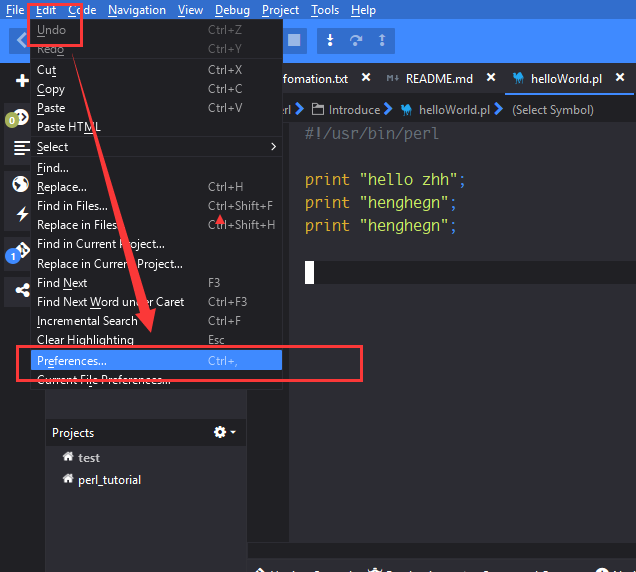 File Edit Code Navigation View Debug Project Tools Help
Undo Ctrl+Z
Redo Ctrl+Y
Cut Ctrl+X
Copy Ctrl+C
Paste Ctrl+V
Paste HTML
Select
Find...
Replace... Ctrl+H
Find in Files... Ctrl+Shift+F
Replace in Files Ctrl+Shift+H
Find in Current Project...
Replace in Current Project...
Find Next F3
Find Next Word under Caret Ctrl+F3
Incremental Search Ctrl+F
Clear Highlighting Esc
Preferences... Ctrl+,
Current File Preferences...
0
1
Projects
test
perl_tutorial
fomation.txt README.md helloWorld.pl
erl Introduce helloWorld.pl (Select Symbol)
#!/usr/bin/perl
print "hello zhh";
print "henghegn";
print "henghegn";